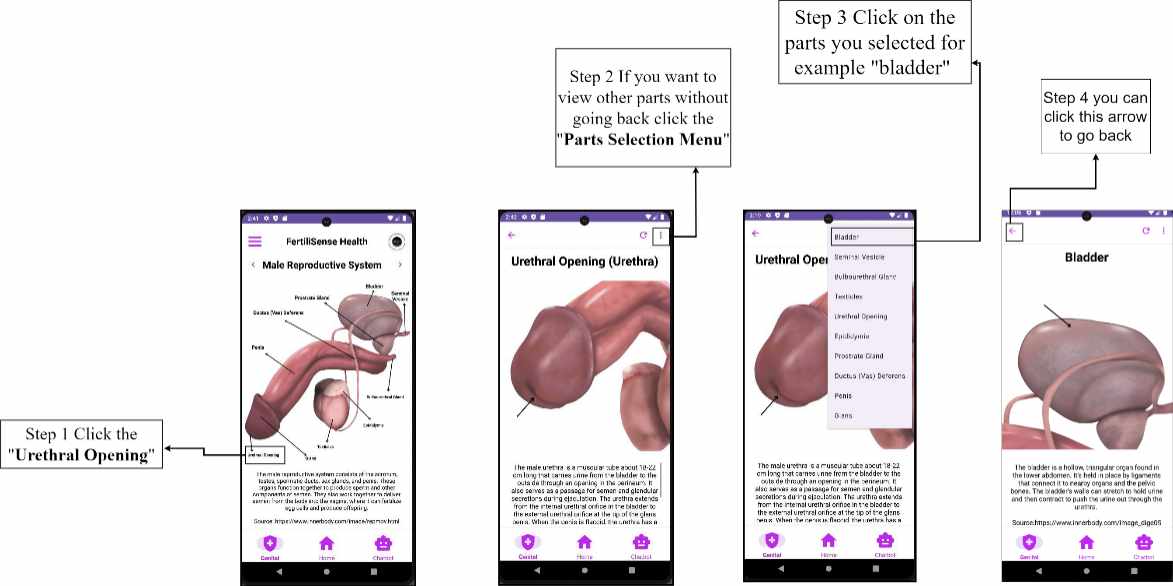 Step 3 Click on the
parts you selected for
example "bladder"
Step 2 If you want to
view other parts without
going back click the
"Parts Selection Menu"
Step 4 you can
click this arrow
to go back
Step 1 Click the
"Urethral Opening"
2:41
FertiliSense Health
Male Reproductive System
Bladder
Prostrate Gland
Seminal
Vesicle
Ductus (Vas) Deferens
Penis
Bulbourethral Gland
Epididymis
Testicles
Urethral Opening
Glans
The male reproductive system consists of the scrotum,
testes, spermatic ducts, sex glands, and penis. These
organs function together to produce sperm and other
components of semen. They also work together to deliver
semen from the body into the vagina, where it can fertilize
egg cells and produce offspring.
Source: https://www.innerbody.com/image/repmov.html
Genital
Home
Chatbot
2:42
Urethral Opening (Urethra)
The male urethra is a muscular tube about 18-22
cm long that carries urine from the bladder to the
outside through an opening in the perineum. It
also serves as a passage for semen and glandular
secretions during ejaculation. The urethra extends
from the internal urethral orifice in the bladder to
the external urethral orifice at the tip of the glans
penis. When the penis is flaccid, the urethra has a
Genital
Home
Chatbot
Urethral Oper
Bladder
Seminal Vesicle
Bulbourethral Gland
Testicles
Urethral Opening
Epididymis
Prostrate Gland
Ductus (Vas) Deferens
Penis
Glans
The male urethra is a muscular tube about 18-22
cm long that carries urine from the bladder to the
outside through an opening in the perineum. It
also serves as a passage for semen and glandular
secretions during ejaculation. The urethra extends
from the internal urethral orifice in the bladder to
the external urethral orifice at the tip of the glans
penis. When the penis is flaccid, the urethra has a
Genital
Home
Chatbot
Bladder
The bladder is a hollow, triangular organ found in
the lower abdomen. It's held in place by ligaments
that connect it to nearby organs and the pelvic
bones. The bladder's walls can stretch to hold urine
and then contract to push the urine out through the
urethra.
Source:https://www.innerbody.com/image_dige05
Genital
Home
Chatbot